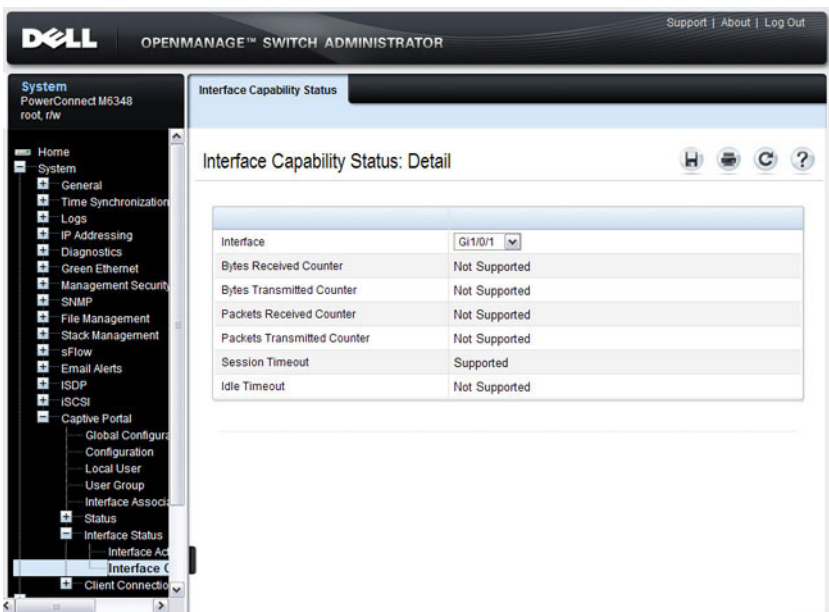 Support | About | Log Out
DELL
OPENMANAGE™ SWITCH ADMINISTRATOR
System
PowerConnect M6348
root, r/w
Home
System
General
Time Synchronization
Logs
IP Addressing
Diagnostics
Green Ethernet
Management Security
SNMP
File Management
Stack Management
sFlow
Email Alerts
ISDP
iSCSI
Captive Portal
Global Configura
Configuration
Local User
User Group
Interface Associa
Status
Interface Status
Interface Act
Interface C
Client Connectio
Interface Capability Status
Interface Capability Status: Detail
Interface Gi1/0/1
Bytes Received Counter Not Supported
Bytes Transmitted Counter Not Supported
Packets Received Counter Not Supported
Packets Transmitted Counter Not Supported
Session Timeout Supported
Idle Timeout Not Supported